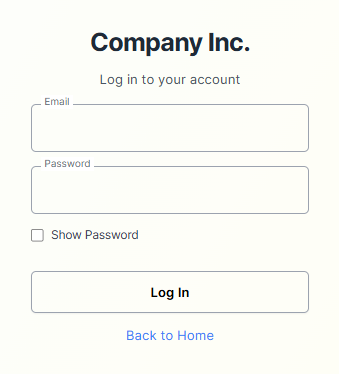 Company Inc.
Log in to your account
Email
Password
Show Password
Log In
Back to Home